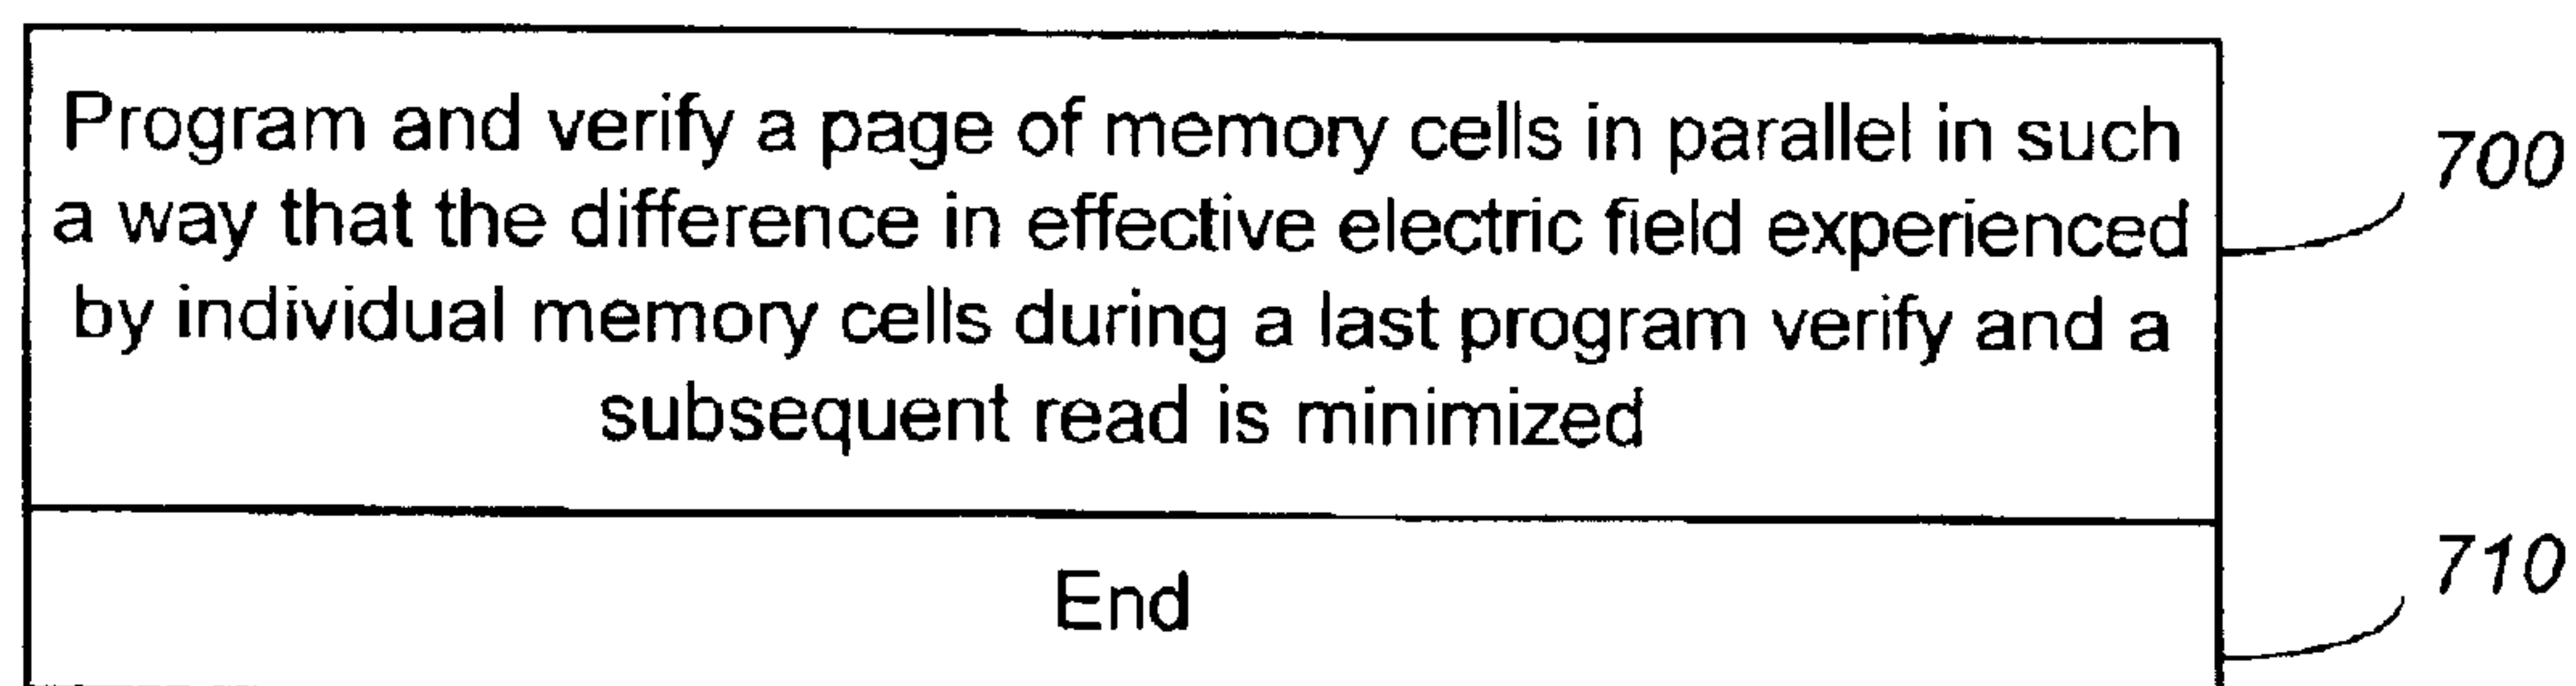 Program and verify a page of memory cells in parallel in such
a way that the difference in effective electric field experienced
by individual memory cells during a last program verify and a
subsequent read is minimized
700
End
710